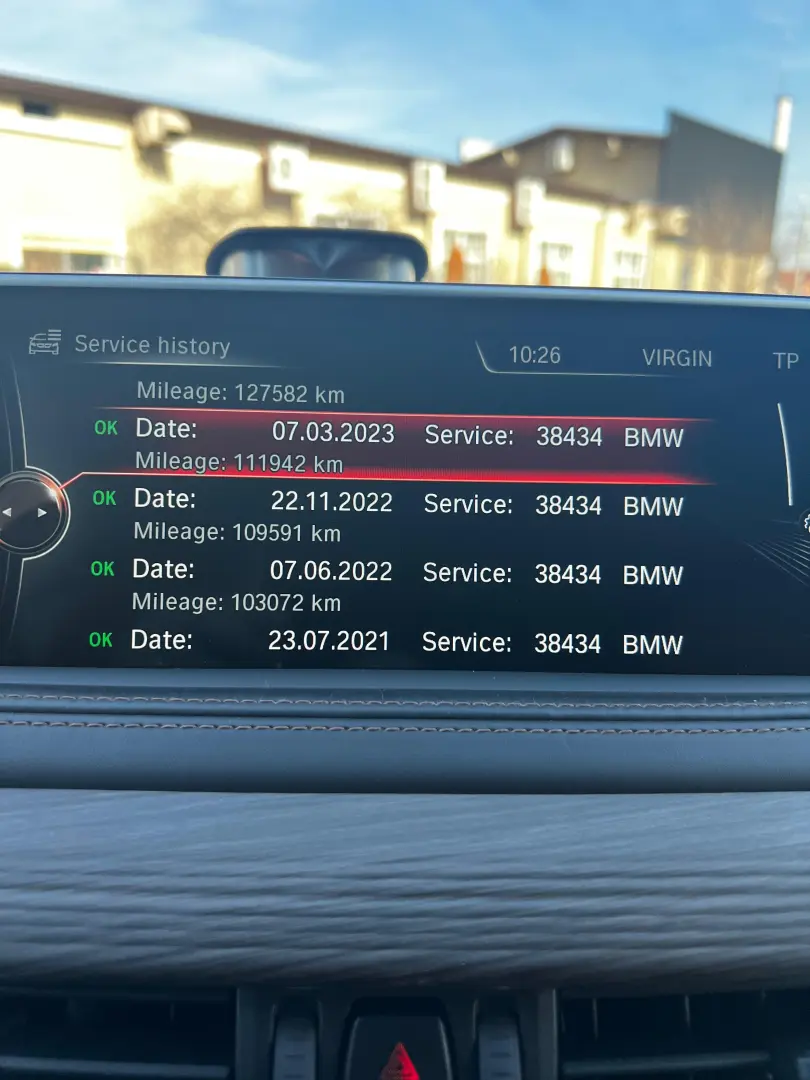 Service history 10:26 VIRGIN TP
Mileage: 127582 km
OK Date: 07.03.2023 Service: 38434 BMW
Mileage: 111942 km
OK Date: 22.11.2022 Service: 38434 BMW
Mileage: 109591 km
OK Date: 07.06.2022 Service: 38434 BMW
Mileage: 103072 km
OK Date: 23.07.2021 Service: 38434 BMW